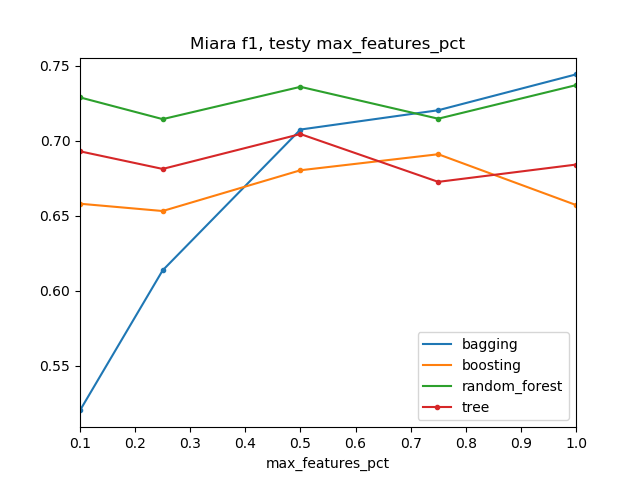 Miara f1, testy max_features_pct
0.75
0.70
0.65
0.60
0.55
0.1 0.2 0.3 0.4 0.5 0.6 0.7 0.8 0.9 1.0
max_features_pct
bagging
boosting
random_forest
tree